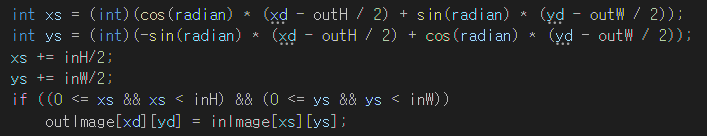 int xs = (int)(cos(radian) * (xd - outH / 2) + sin(radian) * (yd - outW / 2));
int ys = (int)(-sin(radian) * (xd - outH / 2) + cos(radian) * (yd - outW / 2));
xs += inH/2;
ys += inW/2;
if ((0 <= xs && xs < inH) && (0 <= ys && ys < inW))
    outImage[xd][yd] = inImage[xs][ys];